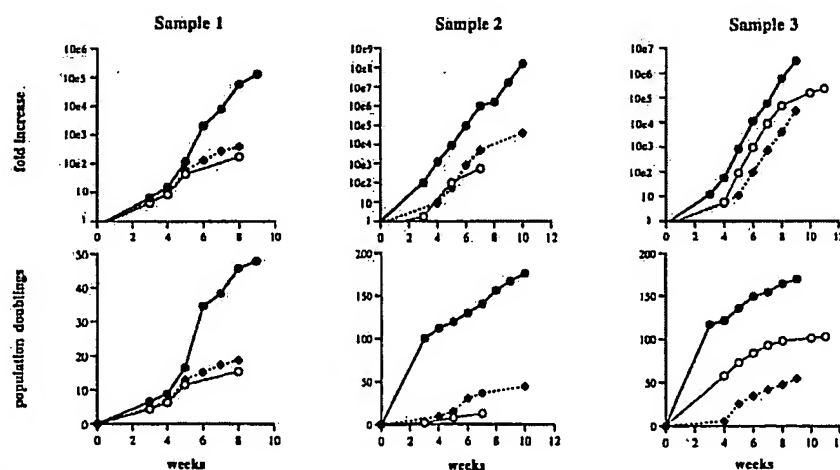 Sample 1
Sample 2
Sample 3
fold increase
10e6
10e5
10e4
10e3
10e2
10
1
0 2 4 6 8 10
10e9
10e8
10e7
10e6
10e5
10e4
10e3
10e2
10
1
0 2 4 6 8 10 12
10e7
10e6
10e5
10e4
10e3
10e2
10
1
0 2 4 6 8 10 12
population doublings
50
40
30
20
10
0
0 2 4 6 8 10
weeks
200
150
100
50
0
0 2 4 6 8 10 12
weeks
200
150
100
50
0
0 2 4 6 8 10 12
weeks